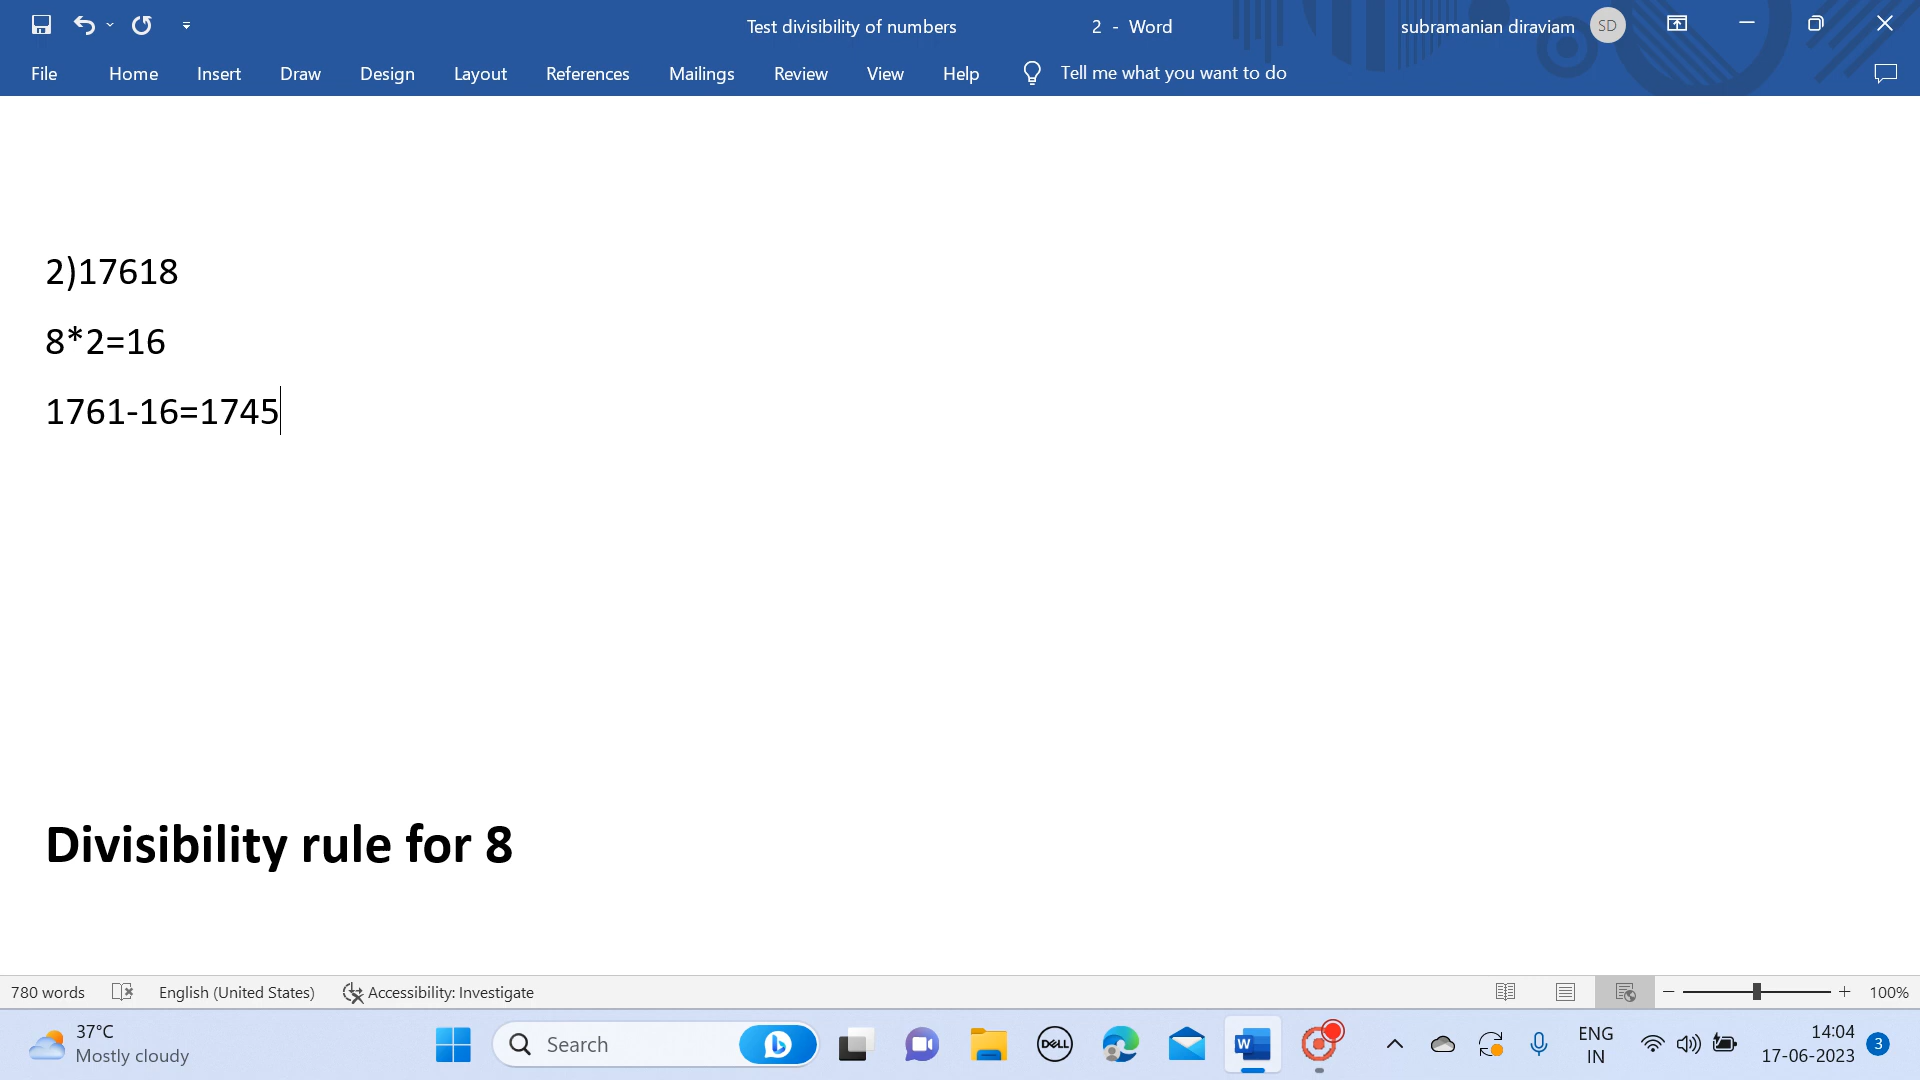 Test divisibility of numbers 2 - Word
subramanian diraviam SD
File Home Insert Draw Design Layout References Mailings Review View Help Tell me what you want to do
2)17618
8*2=16
1761-16=1745
Divisibility rule for 8
780 words English (United States) Accessibility: Investigate 100%
37°C
Mostly cloudy
Search
DELL
W
ENG
IN
14:04
17-06-2023
3